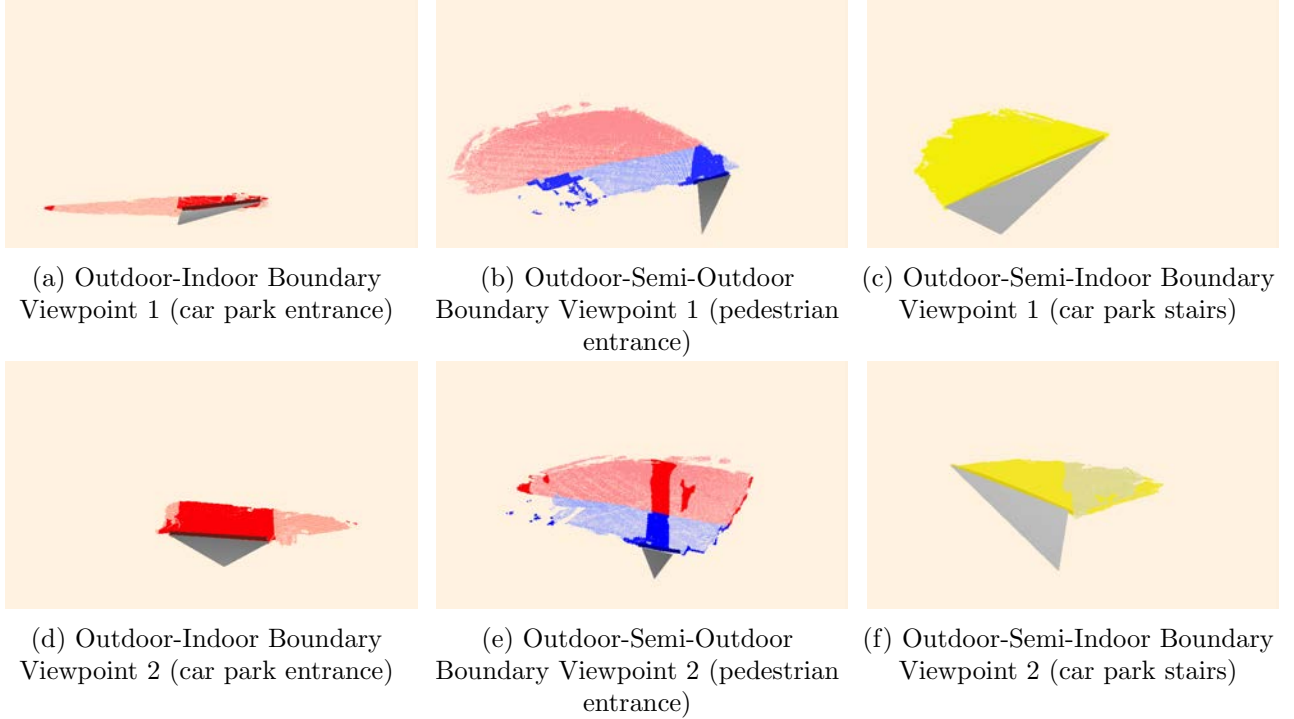 (a) Outdoor-Indoor Boundary
Viewpoint 1 (car park entrance)
(b) Outdoor-Semi-Outdoor
Boundary Viewpoint 1 (pedestrian
entrance)
(c) Outdoor-Semi-Indoor Boundary
Viewpoint 1 (car park stairs)
(d) Outdoor-Indoor Boundary
Viewpoint 2 (car park entrance)
(e) Outdoor-Semi-Outdoor
Boundary Viewpoint 2 (pedestrian
entrance)
(f) Outdoor-Semi-Indoor Boundary
Viewpoint 2 (car park stairs)